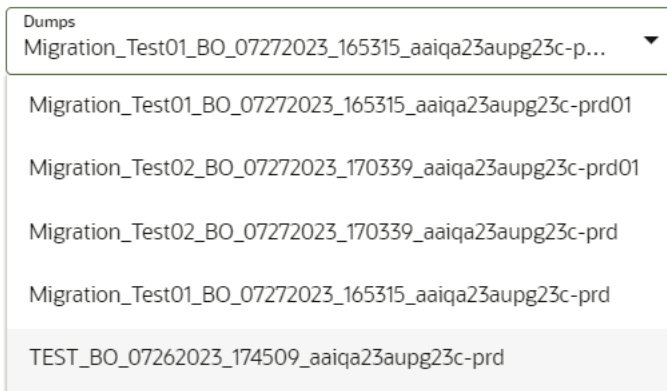 Dumps
Migration_Test01_BO_07272023_165315_aaiqa23aupg23c-p...
Migration_Test01_BO_07272023_165315_aaiqa23aupg23c-prd01
Migration_Test02_BO_07272023_170339_aaiqa23aupg23c-prd01
Migration_Test02_BO_07272023_170339_aaiqa23aupg23c-prd
Migration_Test01_BO_07272023_165315_aaiqa23aupg23c-prd
TEST_BO_07262023_174509_aaiqa23aupg23c-prd